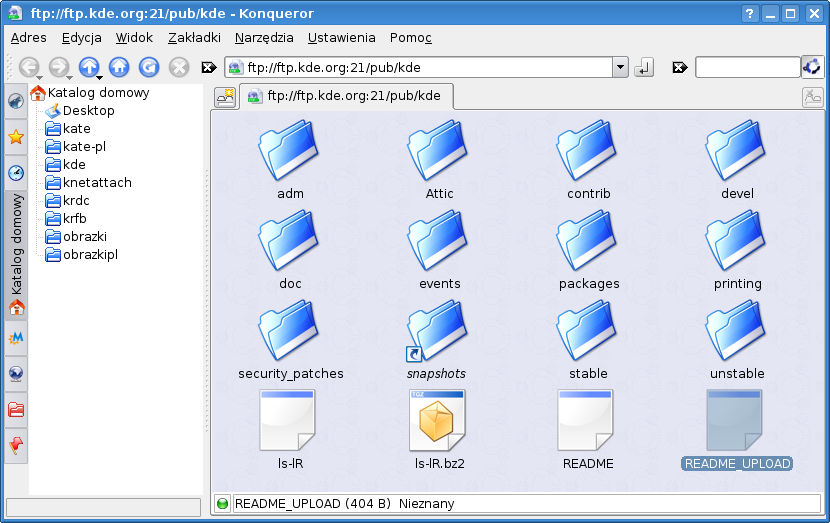 ftp://ftp.kde.org:21/pub/kde - Konqueror
Adres Edycja Widok Zakładki Narzędzia Ustawienia Pomoc
ftp://ftp.kde.org:21/pub/kde
Katalog domowy
Katalog domowy
Desktop
kate
kate-pl
kde
knetattach
krdc
krfb
obrazki
obrazkipl
ftp://ftp.kde.org:21/pub/kde
adm Attic contrib devel
doc events packages printing
security_patches snapshots stable unstable
TGZ
ls-lR ls-lR.bz2 README README_UPLOAD
README_UPLOAD (404 B) Nieznany